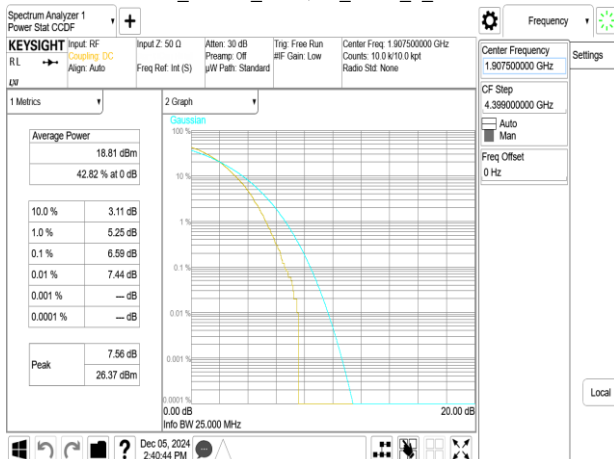 Spectrum Analyzer 1
Power Stat CCDF
+
Frequency
KEYSIGHT
RL
LXI
Input: RF
Coupling: DC
Align: Auto
Input Z: 50 Ω
Freq Ref: Int (S)
Atten: 30 dB
Preamp: Off
µW Path: Standard
Trig: Free Run
#IF Gain: Low
Center Freq: 1.907500000 GHz
Counts: 10.0 k/10.0 kpt
Radio Std: None
Center Frequency
1.907500000 GHz
Settings
CF Step
4.399000000 GHz
Auto
Man
Freq Offset
0 Hz
Local
1 Metrics
Average Power
18.81 dBm
42.82 % at 0 dB
10.0 % 3.11 dB
1.0 % 5.25 dB
0.1 % 6.59 dB
0.01 % 7.44 dB
0.001 % --- dB
0.0001 % --- dB
Peak
7.56 dB
26.37 dBm
2 Graph
Gaussian
100 %
10 %
1 %
0.1 %
0.01 %
0.001 %
0.0001 %
0.00 dB 20.00 dB
Info BW 25.000 MHz
?
Dec 05, 2024
2:40:44 PM